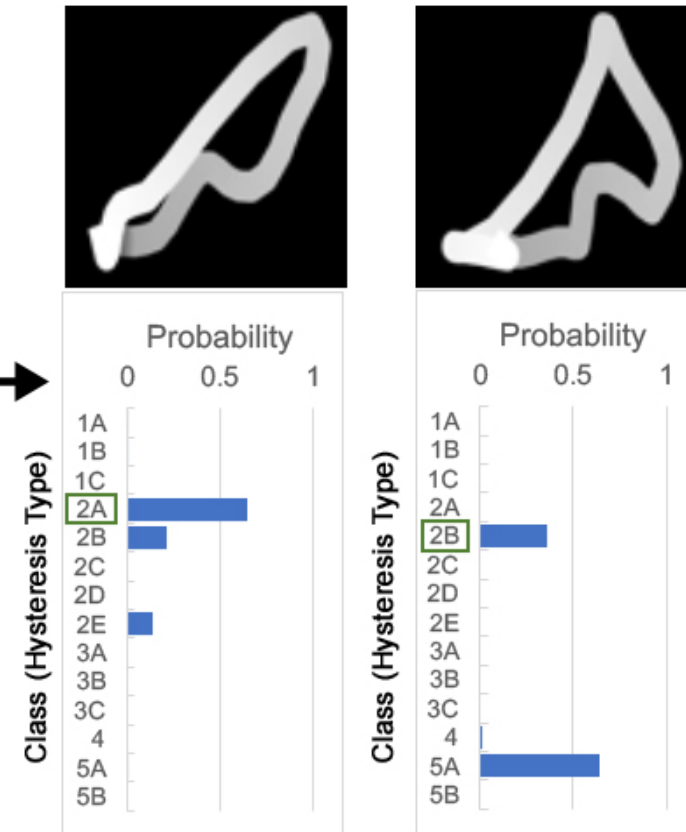 Probability
0 0.5 1
Class (Hysteresis Type)
1A
1B
1C
2A
2B
2C
2D
2E
3A
3B
3C
4
5A
5B
Probability
0 0.5 1
Class (Hysteresis Type)
1A
1B
1C
2A
2B
2C
2D
2E
3A
3B
3C
4
5A
5B